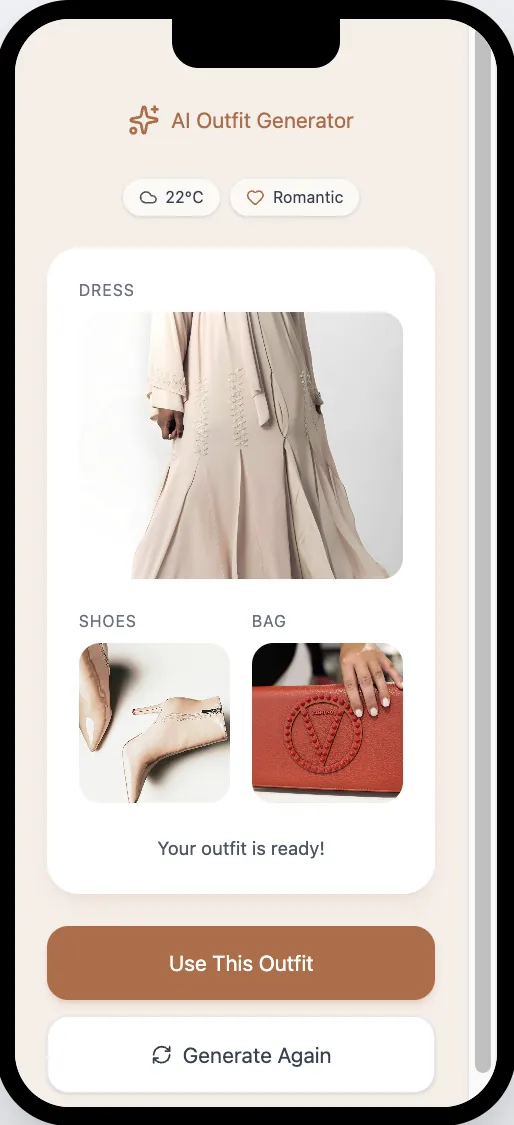 AI Outfit Generator
22°C
Romantic
DRESS
SHOES
BAG
Your outfit is ready!
Use This Outfit
Generate Again